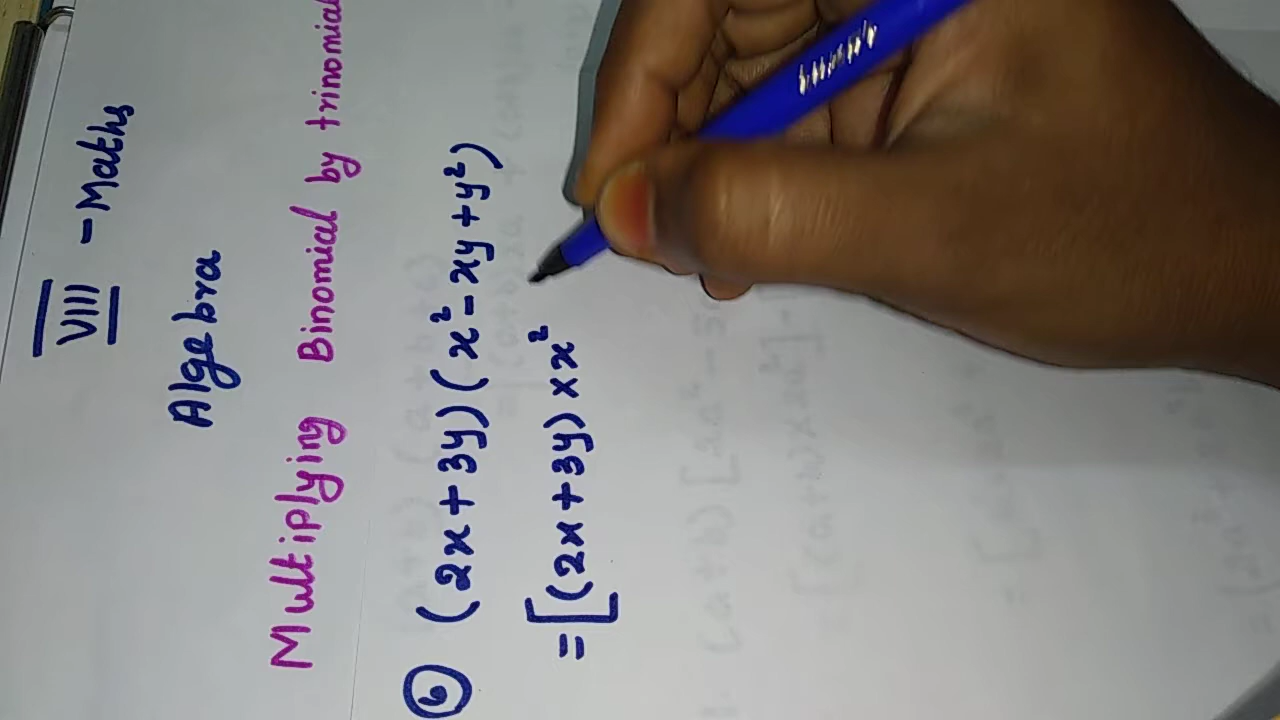 VIII - Maths
Algebra
Multiplying Binomial by trinomial
⑥ (2x+3y)(x²-xy+y²)
=[(2x+3y)×x²